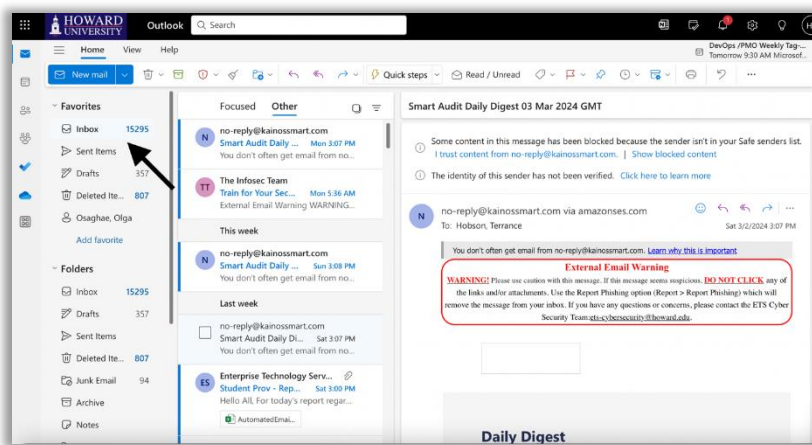 HOWARD
UNIVERSITY
Outlook
Search
Home View Help
DevOps /PMO Weekly Tag-...
Tomorrow 9:30 AM Microsof...
New mail
Quick steps
Read / Unread
Favorites
Inbox 15295
Sent Items
Drafts 357
Deleted Ite... 807
Osaghae, Olga
Add favorite
Folders
Inbox 15295
Drafts 357
Sent Items
Deleted Ite... 807
Junk Email 94
Archive
Notes
Focused Other
N
no-reply@kainossmart.com
Smart Audit Daily ... Mon 3:07 PM
You don't often get email from no...
TT
The Infosec Team
Train for Your Sec... Mon 5:36 AM
External Email Warning WARNING...
This week
N
no-reply@kainossmart.com
Smart Audit Daily ... Sun 3:08 PM
You don't often get email from no...
Last week
no-reply@kainossmart.com
Smart Audit Daily Di... Sat 3:07 PM
You don't often get email from no...
ES
Enterprise Technology Serv...
Student Prov - Rep... Sat 3:00 PM
Hello All, For today's report regar...
AutomatedEmai...
Smart Audit Daily Digest 03 Mar 2024 GMT
Some content in this message has been blocked because the sender isn't in your Safe senders list.
I trust content from no-reply@kainossmart.com. | Show blocked content
The identity of this sender has not been verified. Click here to learn more
N
no-reply@kainossmart.com via amazonses.com
To: Hobson, Terrance
Sat 3/2/2024 3:07 PM
You don't often get email from no-reply@kainossmart.com. Learn why this is important
External Email Warning
WARNING! Please use caution with this message. If this message seems suspicious, DO NOT CLICK any of
the links and/or attachments. Use the Report Phishing option (Report > Report Phishing) which will
remove the message from your inbox. If you have any questions or concerns, please contact the ETS Cyber
Security Team:ets-cybersecurity@howard.edu.
Daily Digest